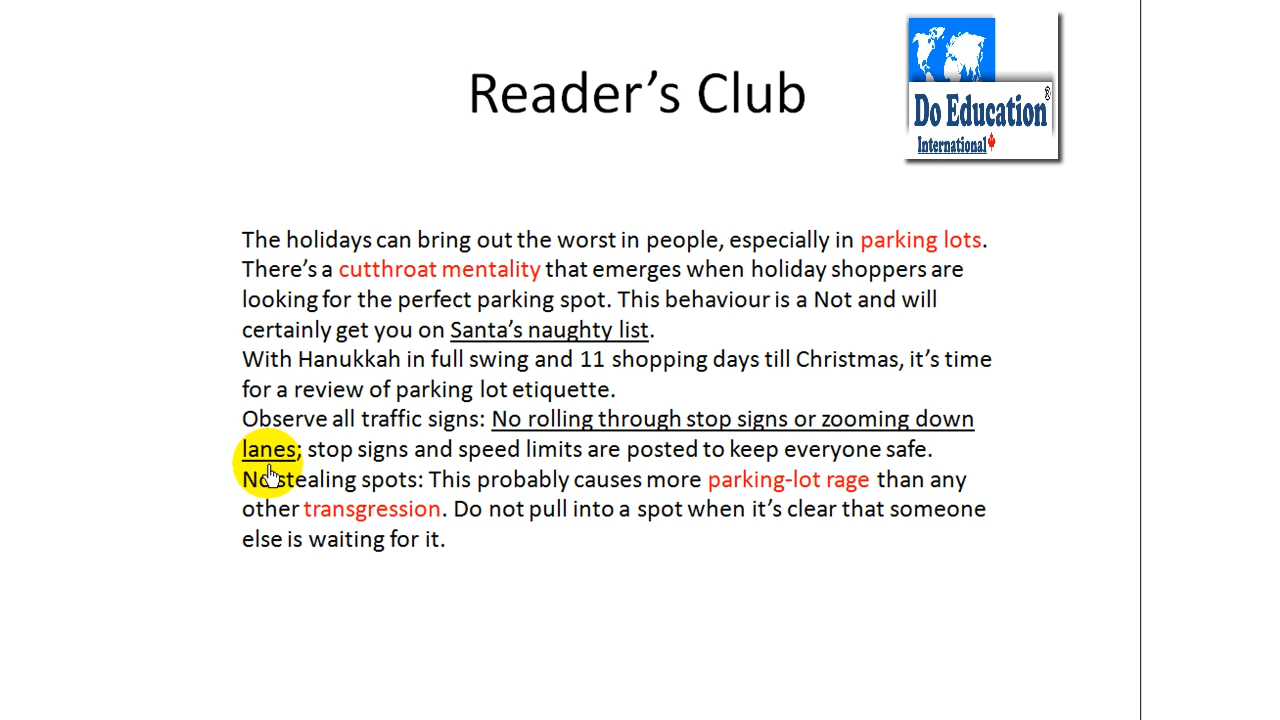 Reader's Club
Do Education®
International
The holidays can bring out the worst in people, especially in parking lots.
There's a cutthroat mentality that emerges when holiday shoppers are
looking for the perfect parking spot. This behaviour is a Not and will
certainly get you on Santa's naughty list.
With Hanukkah in full swing and 11 shopping days till Christmas, it's time
for a review of parking lot etiquette.
Observe all traffic signs: No rolling through stop signs or zooming down
lanes; stop signs and speed limits are posted to keep everyone safe.
No stealing spots: This probably causes more parking-lot rage than any
other transgression. Do not pull into a spot when it's clear that someone
else is waiting for it.